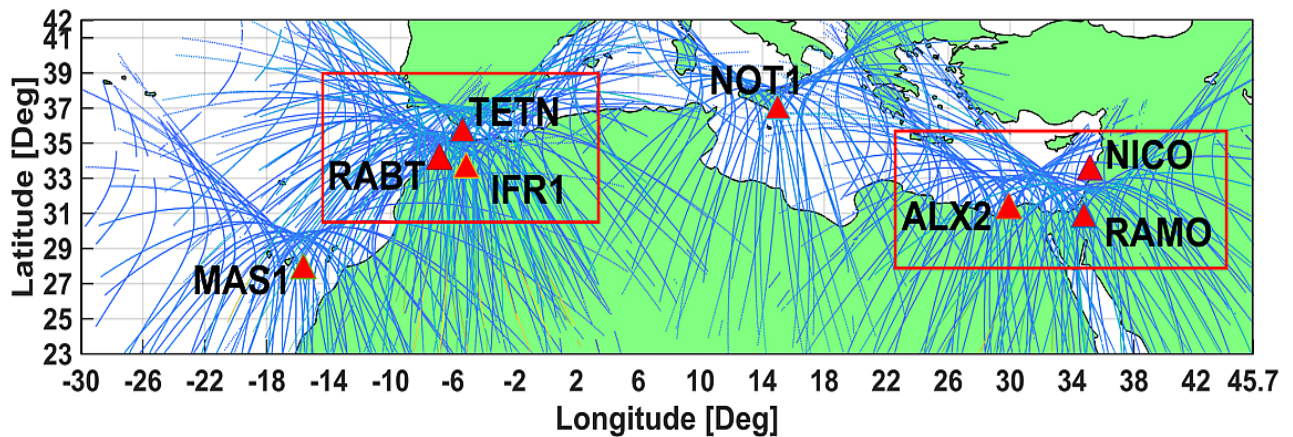 42
41
39
37
35
33
31
29
27
25
23
Latitude [Deg]
NOT1
TETN
RABT
IFR1
NICO
ALX2
RAMO
MAS1
-30 -26 -22 -18 -14 -10 -6 -2 2 6 10 15 18 22 26 30 34 38 42 45.7
Longitude [Deg]